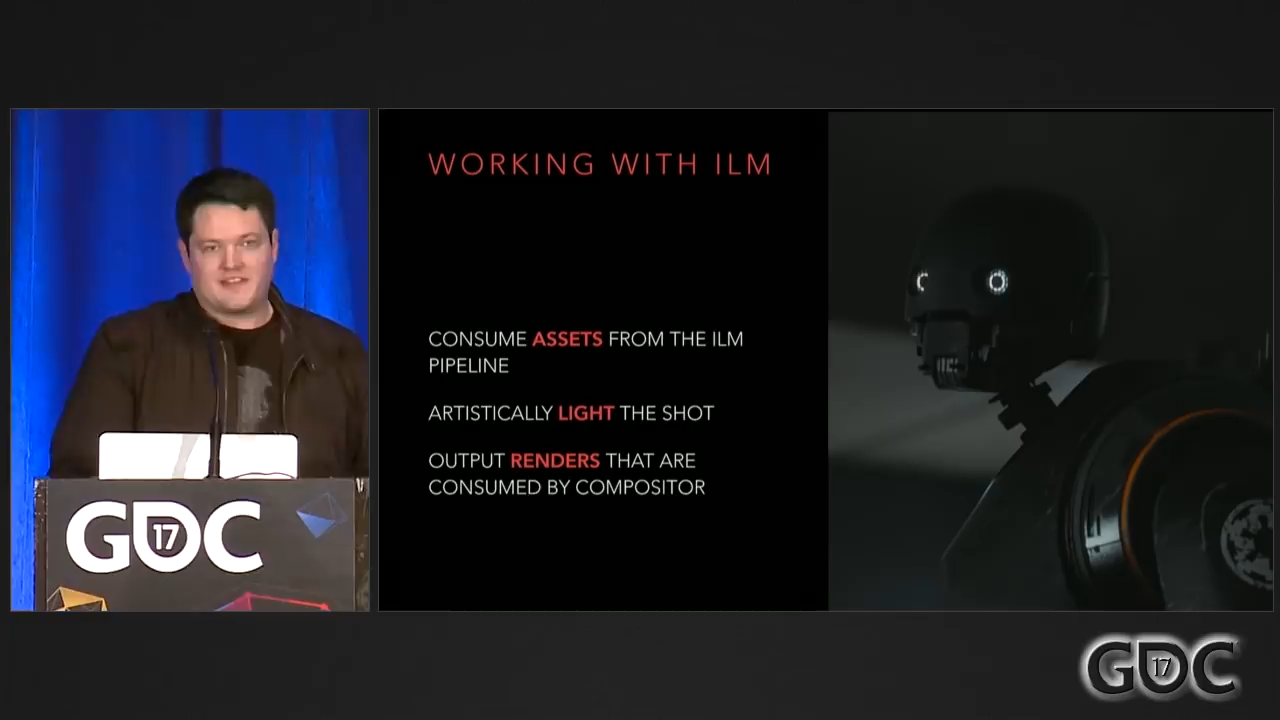 WORKING WITH ILM
CONSUME ASSETS FROM THE ILM
PIPELINE
ARTISTICALLY LIGHT THE SHOT
OUTPUT RENDERS THAT ARE
CONSUMED BY COMPOSITOR
GDC
17
GDC
17